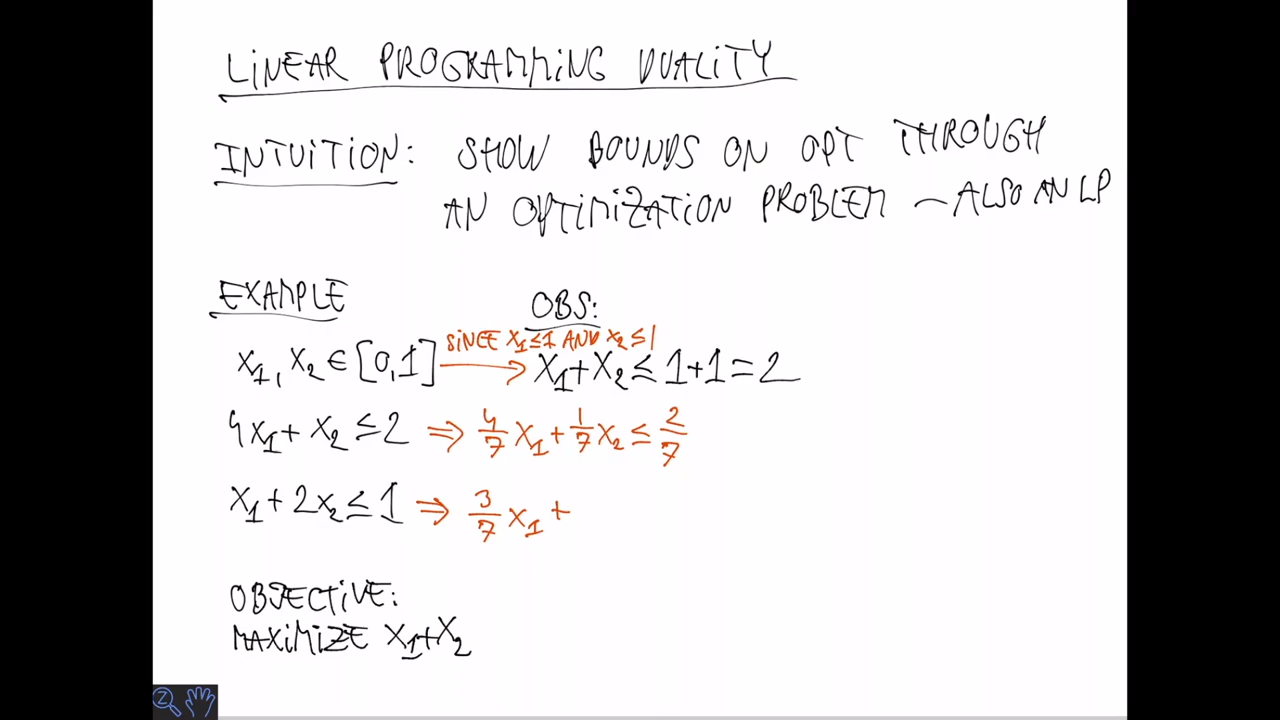 LINEAR PROGRAMMING DUALITY
INTUITION: SHOW BOUNDS ON OPT THROUGH
AN OPTIMIZATION PROBLEM – ALSO AN LP
EXAMPLE
OBS:
SINCE x₁ ≤ 1 AND x₂ ≤ 1
x₁, x₂ ∈ [0,1] → x₁ + x₂ ≤ 1+1 = 2
4x₁ + x₂ ≤ 2 ⇒ 4/7 x₁ + 1/7 x₂ ≤ 2/7
x₁ + 2x₂ ≤ 1 ⇒ 3/7 x₁ +
OBJECTIVE:
MAXIMIZE x₁+x₂